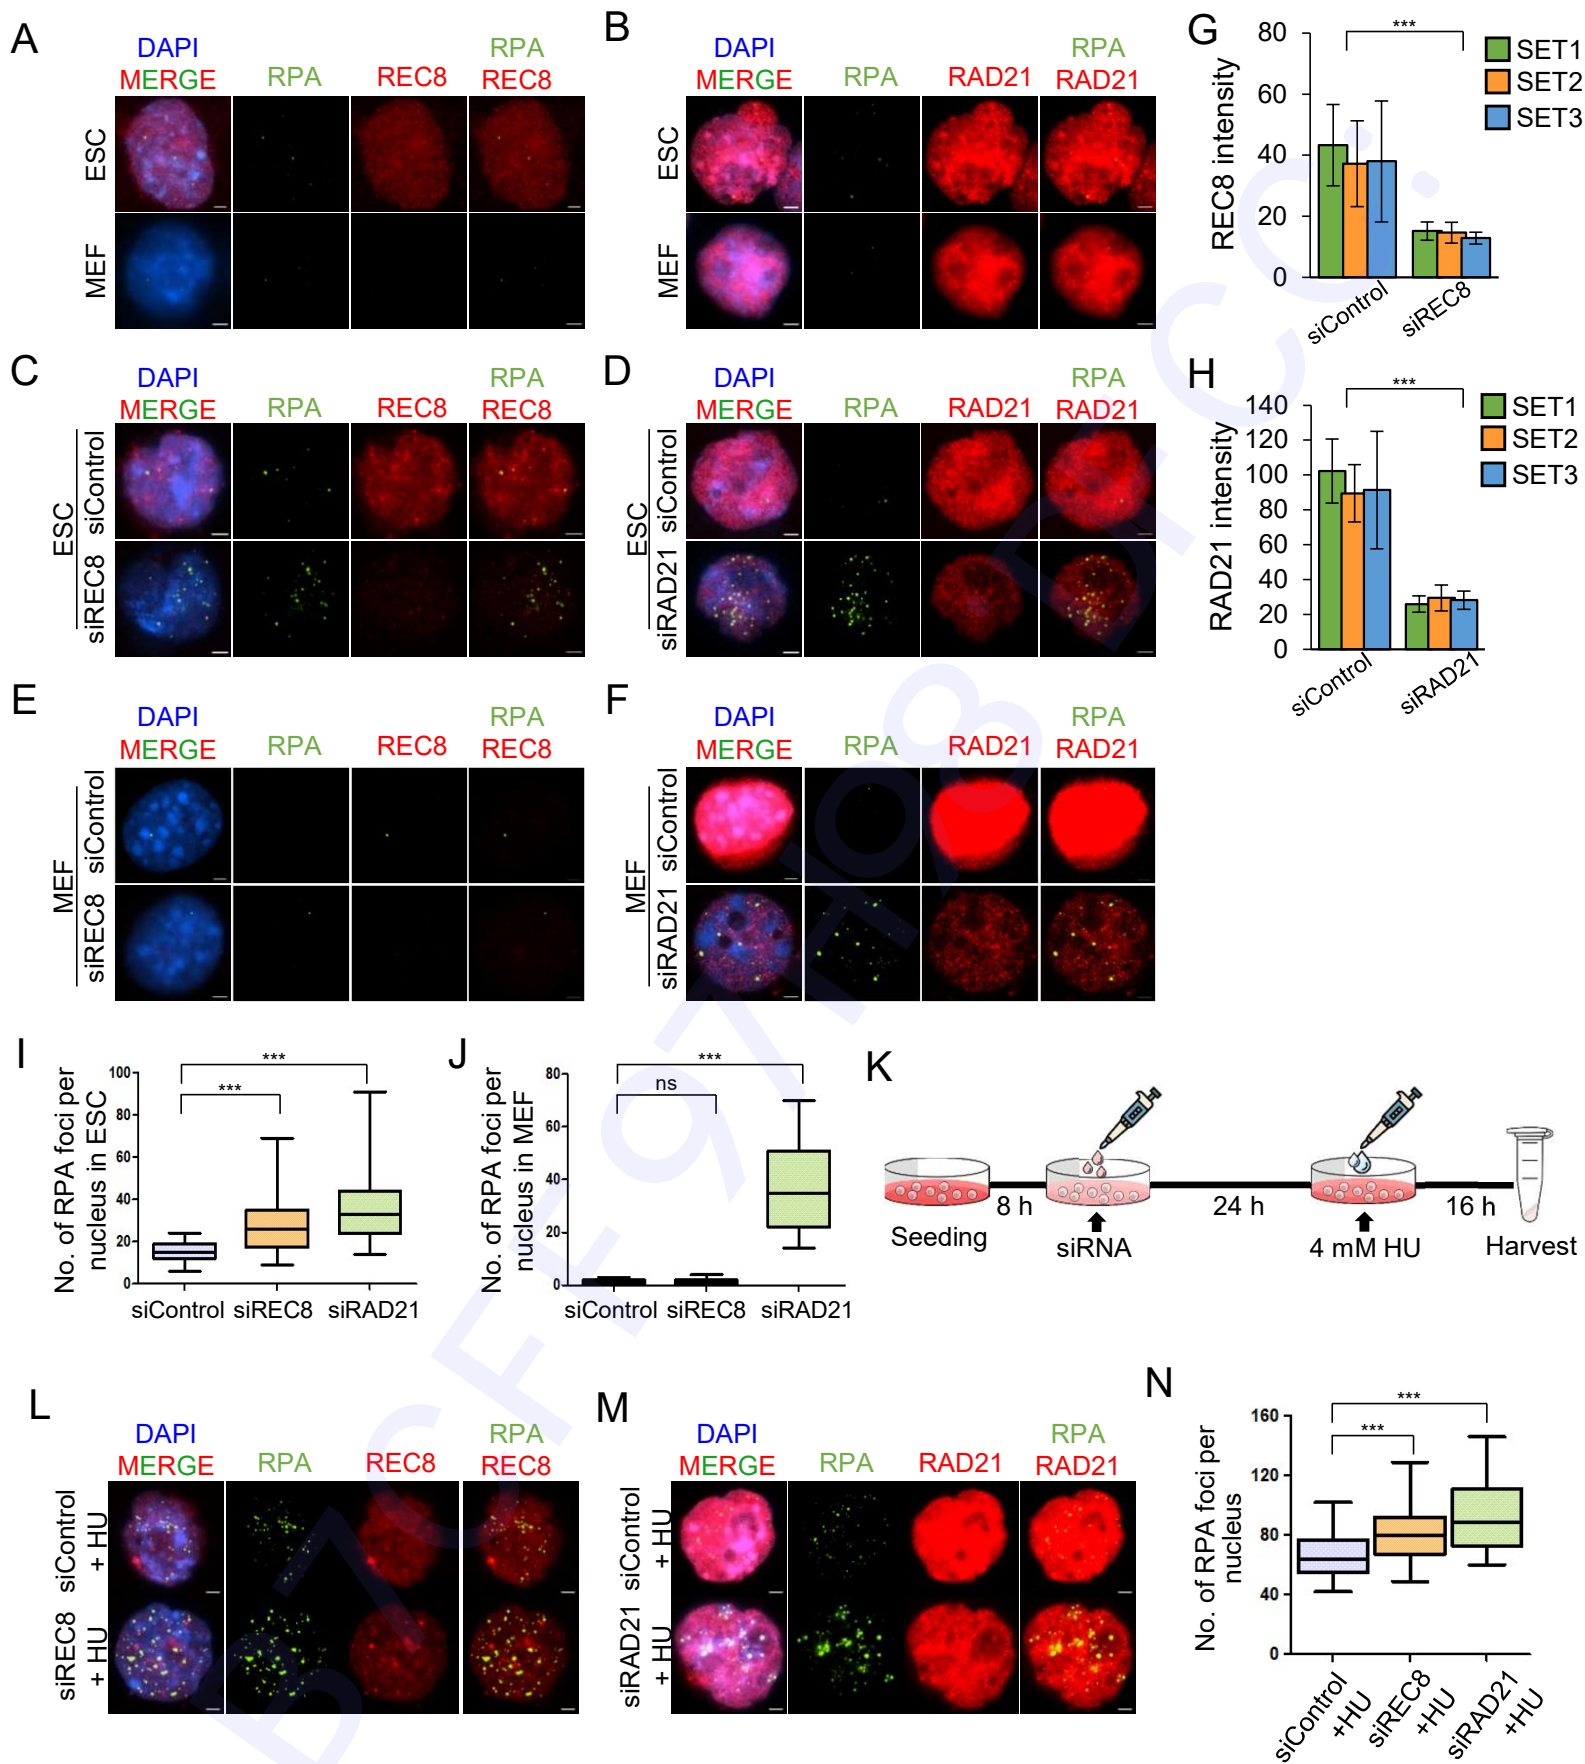 A
DAPI
MERGE
RPA
REC8
RPA
REC8
ESC
MEF
B
DAPI
MERGE
RPA
RAD21
RPA
RAD21
ESC
MEF
G
REC8 intensity
80
60
40
20
0
***
siControl
siREC8
SET1
SET2
SET3
C
DAPI
MERGE
RPA
REC8
RPA
REC8
ESC
siControl
siREC8
D
DAPI
MERGE
RPA
RAD21
RPA
RAD21
ESC
siControl
siRAD21
H
RAD21 intensity
140
120
100
80
60
40
20
0
***
siControl
siRAD21
SET1
SET2
SET3
E
DAPI
MERGE
RPA
REC8
RPA
REC8
MEF
siControl
siREC8
F
DAPI
MERGE
RPA
RAD21
RPA
RAD21
MEF
siControl
siRAD21
I
No. of RPA foci per
nucleus in ESC
100
80
60
40
20
0
***
***
siControl
siREC8
siRAD21
J
No. of RPA foci per
nucleus in MEF
80
60
40
20
0
***
ns
siControl
siREC8
siRAD21
K
Seeding
8 h
siRNA
24 h
4 mM HU
16 h
Harvest
L
DAPI
MERGE
RPA
REC8
RPA
REC8
siControl
+ HU
siREC8
+ HU
M
DAPI
MERGE
RPA
RAD21
RPA
RAD21
siControl
+ HU
siRAD21
+ HU
N
No. of RPA foci per
nucleus
160
120
80
40
0
***
***
siControl
+HU
siREC8
+HU
siRAD21
+HU